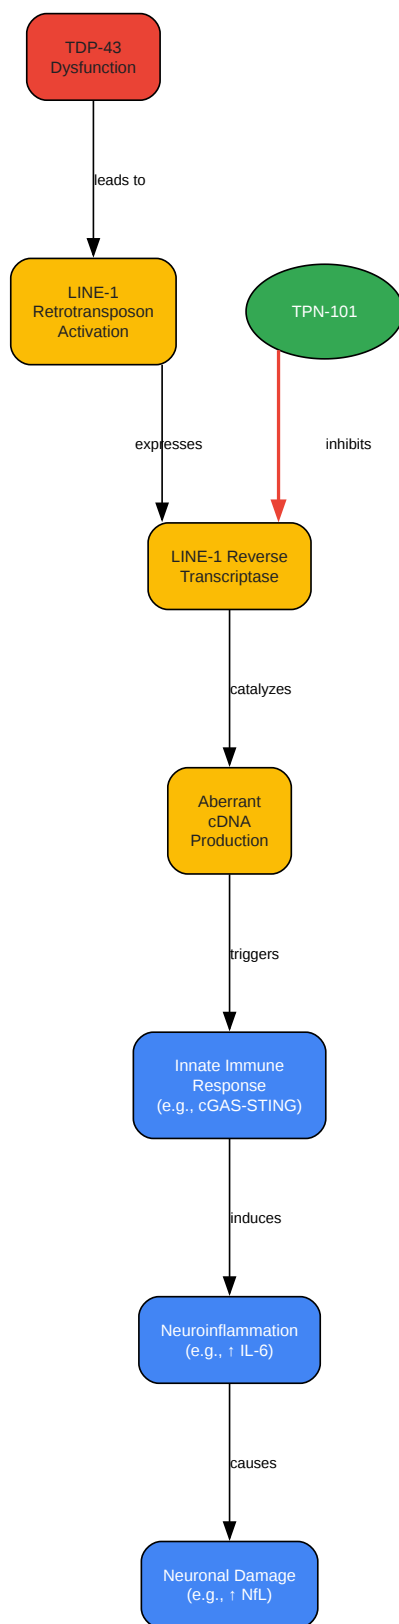 TDP-43
Dysfunction
leads to
LINE-1
Retrotransposon
Activation
TPN-101
expresses
inhibits
LINE-1 Reverse
Transcriptase
catalyzes
Aberrant
cDNA
Production
triggers
Innate Immune
Response
(e.g., cGAS-STING)
induces
Neuroinflammation
(e.g., ↑ IL-6)
causes
Neuronal Damage
(e.g., ↑ NfL)